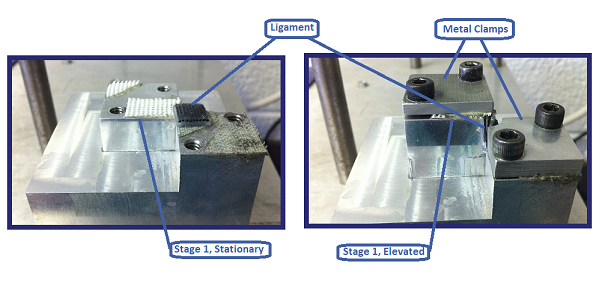 Ligament
Metal Clamps
Stage 1, Stationary
Stage 1, Elevated